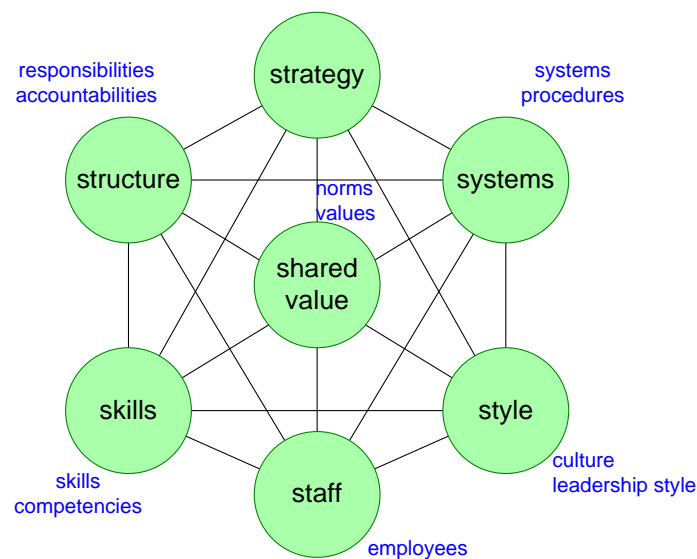 strategy
responsibilities
accountabilities
systems
procedures
structure
systems
norms
values
shared
value
skills
style
skills
competencies
staff
culture
leadership style
employees